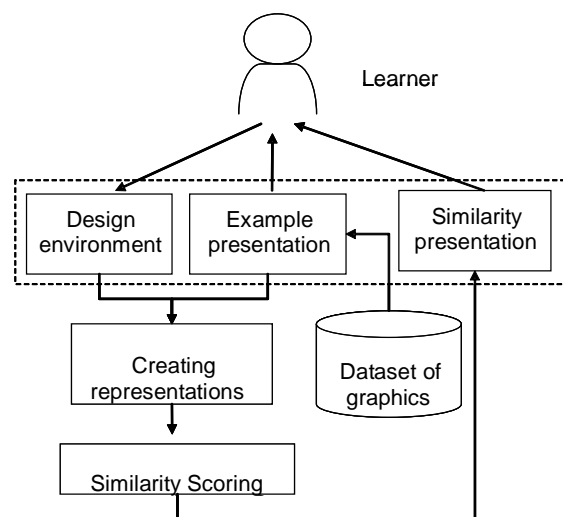 Learner
Design
environment
Example
presentation
Similarity
presentation
Creating
representations
Dataset of
graphics
Similarity Scoring